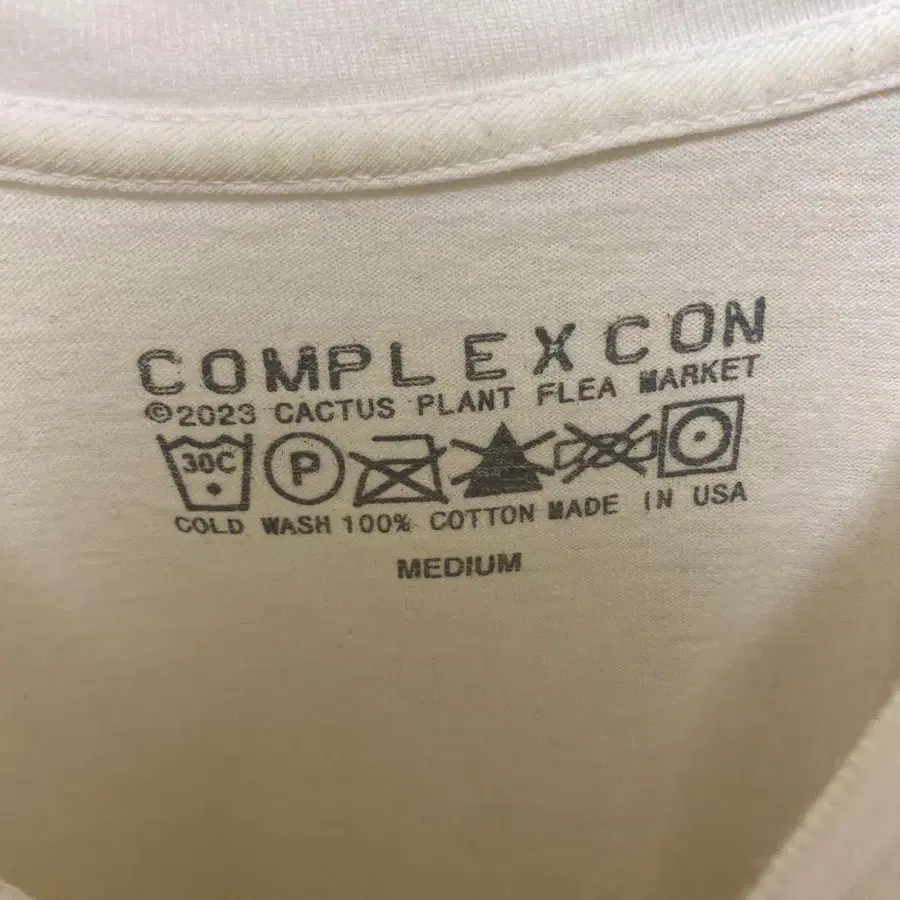 COMPLEXCON
©2023 CACTUS PLANT FLEA MARKET
30C P
COLD WASH 100% COTTON MADE IN USA
MEDIUM